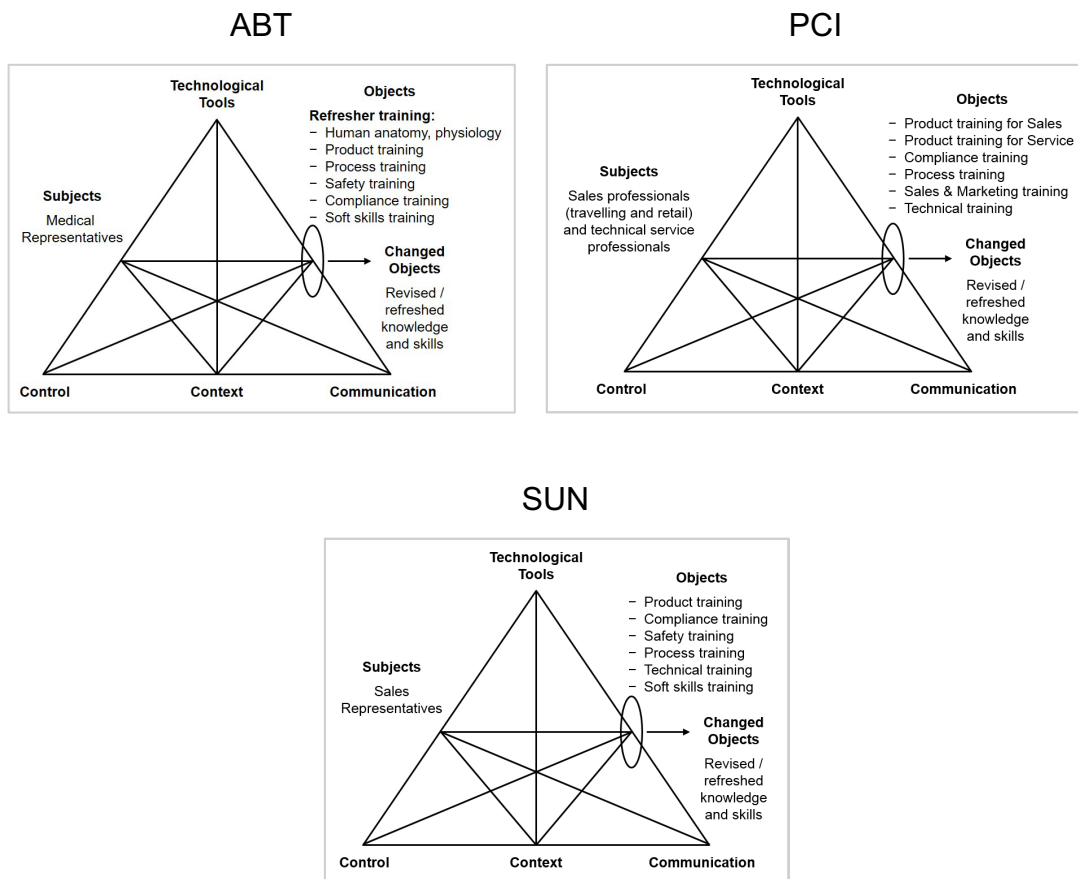 ABT
Technological
Tools
Objects
Refresher training:
− Human anatomy, physiology
− Product training
− Process training
− Safety training
− Compliance training
− Soft skills training
Subjects
Medical
Representatives
Changed
Objects
Revised /
refreshed
knowledge
and skills
Control
Context
Communication
PCI
Technological
Tools
Objects
− Product training for Sales
− Product training for Service
− Compliance training
− Process training
− Sales & Marketing training
− Technical training
Subjects
Sales professionals
(travelling and retail)
and technical service
professionals
Changed
Objects
Revised /
refreshed
knowledge
and skills
Control
Context
Communication
SUN
Technological
Tools
Objects
− Product training
− Compliance training
− Safety training
− Process training
− Technical training
− Soft skills training
Subjects
Sales
Representatives
Changed
Objects
Revised /
refreshed
knowledge
and skills
Control
Context
Communication